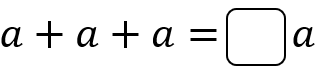 a + a + a = □a